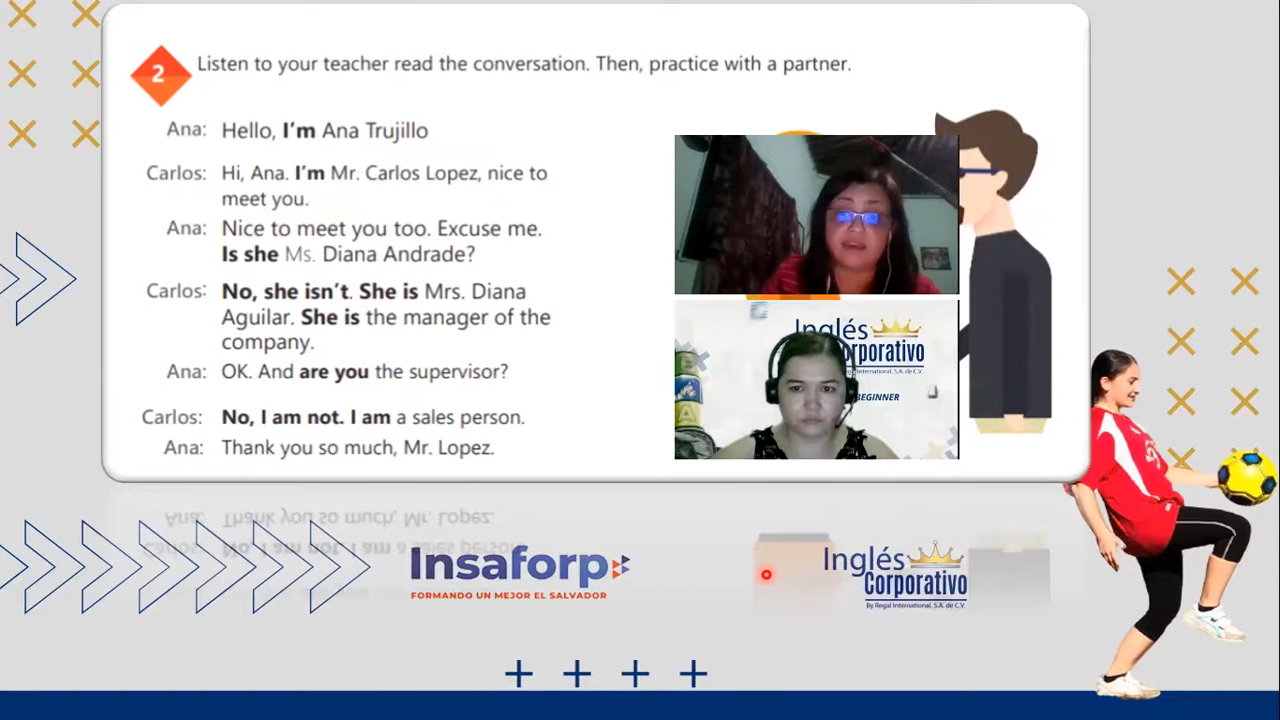 2
Listen to your teacher read the conversation. Then, practice with a partner.
Ana: Hello, I'm Ana Trujillo
Carlos: Hi, Ana. I'm Mr. Carlos Lopez, nice to
meet you.
Ana: Nice to meet you too. Excuse me.
Is she Ms. Diana Andrade?
Carlos: No, she isn't. She is Mrs. Diana
Aguilar. She is the manager of the
company.
Ana: OK. And are you the supervisor?
Carlos: No, I am not. I am a sales person.
Ana: Thank you so much, Mr. Lopez.
Inglés
orporativo
BEGINNER
Insaforp
FORMANDO UN MEJOR EL SALVADOR
Inglés
Corporativo
By Regal International, S.A. de C.V.